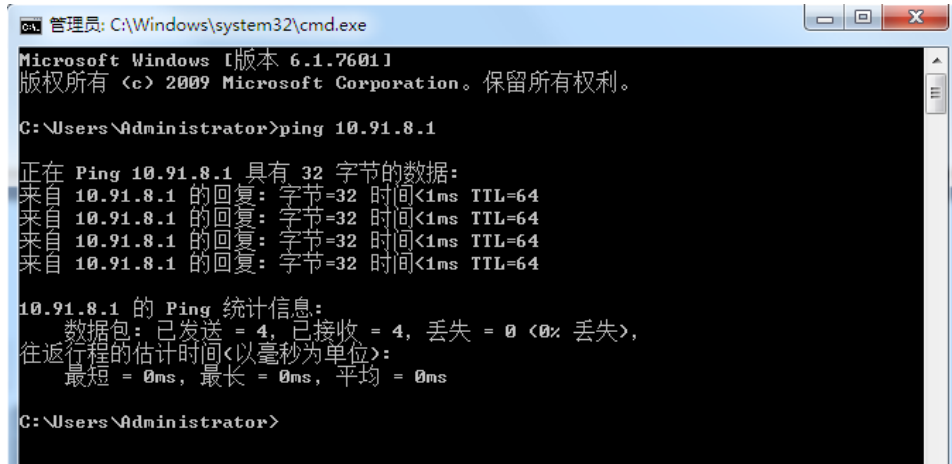 管理员: C:\Windows\system32\cmd.exe
Microsoft Windows [版本 6.1.7601]
版权所有 (c) 2009 Microsoft Corporation。保留所有权利。
C:\Users\Administrator>ping 10.91.8.1
正在 Ping 10.91.8.1 具有 32 字节的数据:
来自 10.91.8.1 的回复: 字节=32 时间<1ms TTL=64
来自 10.91.8.1 的回复: 字节=32 时间<1ms TTL=64
来自 10.91.8.1 的回复: 字节=32 时间<1ms TTL=64
来自 10.91.8.1 的回复: 字节=32 时间<1ms TTL=64
10.91.8.1 的 Ping 统计信息:
数据包: 已发送 = 4, 已接收 = 4, 丢失 = 0 (0% 丢失),
往返行程的估计时间(以毫秒为单位):
最短 = 0ms, 最长 = 0ms, 平均 = 0ms
C:\Users\Administrator>